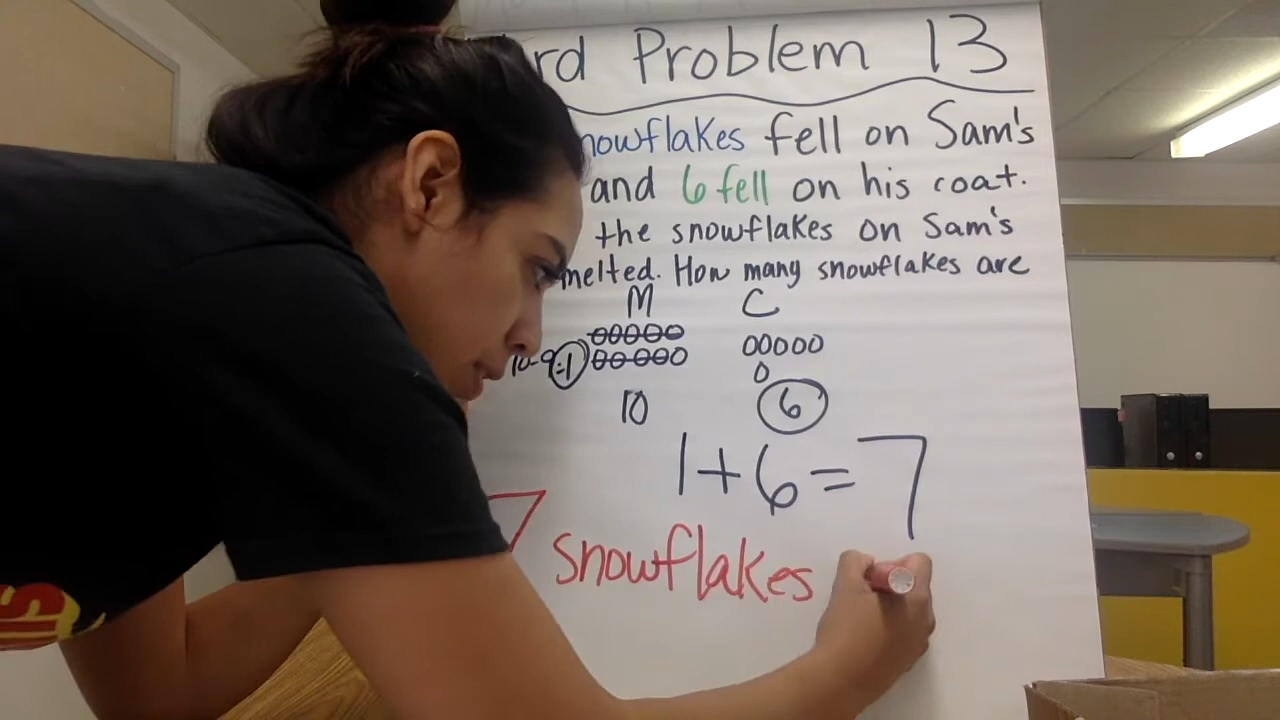 rd Problem 13
nowflakes fell on Sam's
and 6 fell on his coat.
the snowflakes on Sam's
melted. How many snowflakes are
M C
00000
10-9=1 00000 00000
0
10 6
1+6=7
7 snowflakes